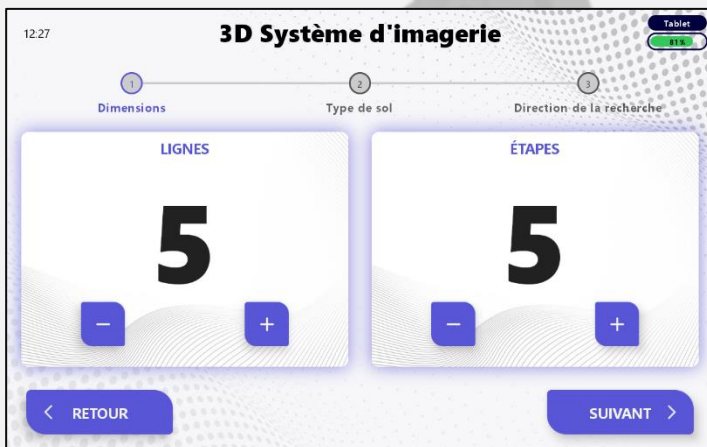 12:27
3D Système d'imagerie
Tablet
81 %
1
2
3
Dimensions
Type de sol
Direction de la recherche
LIGNES
ÉTAPES
5
5
− +
− +
< RETOUR
SUIVANT >